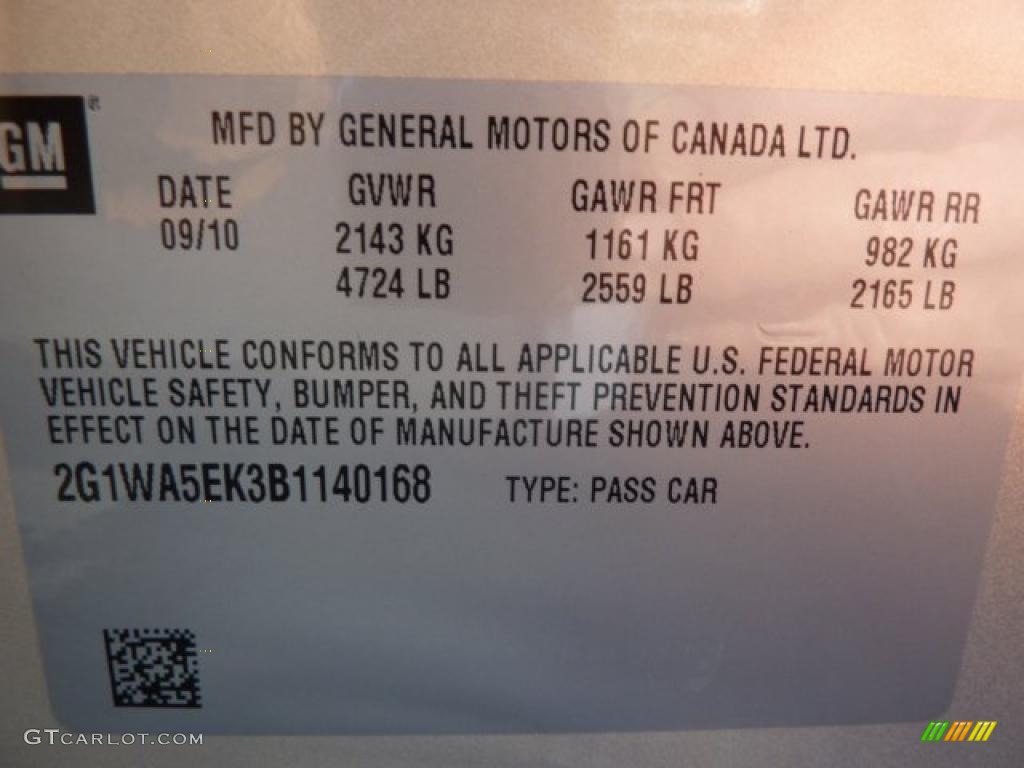 GM
MFD BY GENERAL MOTORS OF CANADA LTD.
DATE GVWR GAWR FRT GAWR RR
09/10 2143 KG 1161 KG 982 KG
4724 LB 2559 LB 2165 LB
THIS VEHICLE CONFORMS TO ALL APPLICABLE U.S. FEDERAL MOTOR
VEHICLE SAFETY, BUMPER, AND THEFT PREVENTION STANDARDS IN
EFFECT ON THE DATE OF MANUFACTURE SHOWN ABOVE.
2G1WA5EK3B1140168 TYPE: PASS CAR
GTCARLOT.COM